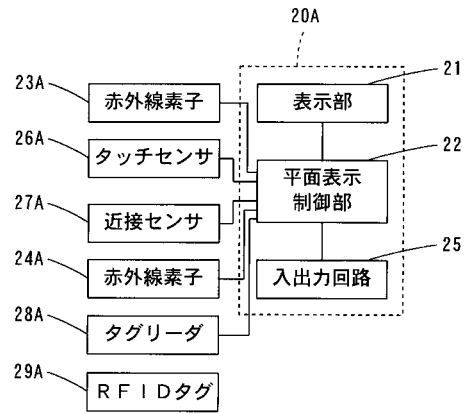 20A
23A
赤外線素子
26A
タッチセンサ
27A
近接センサ
24A
赤外線素子
28A
タグリーダ
29A
ＲＦＩＤタグ
21
表示部
22
平面表示
制御部
25
入出力回路